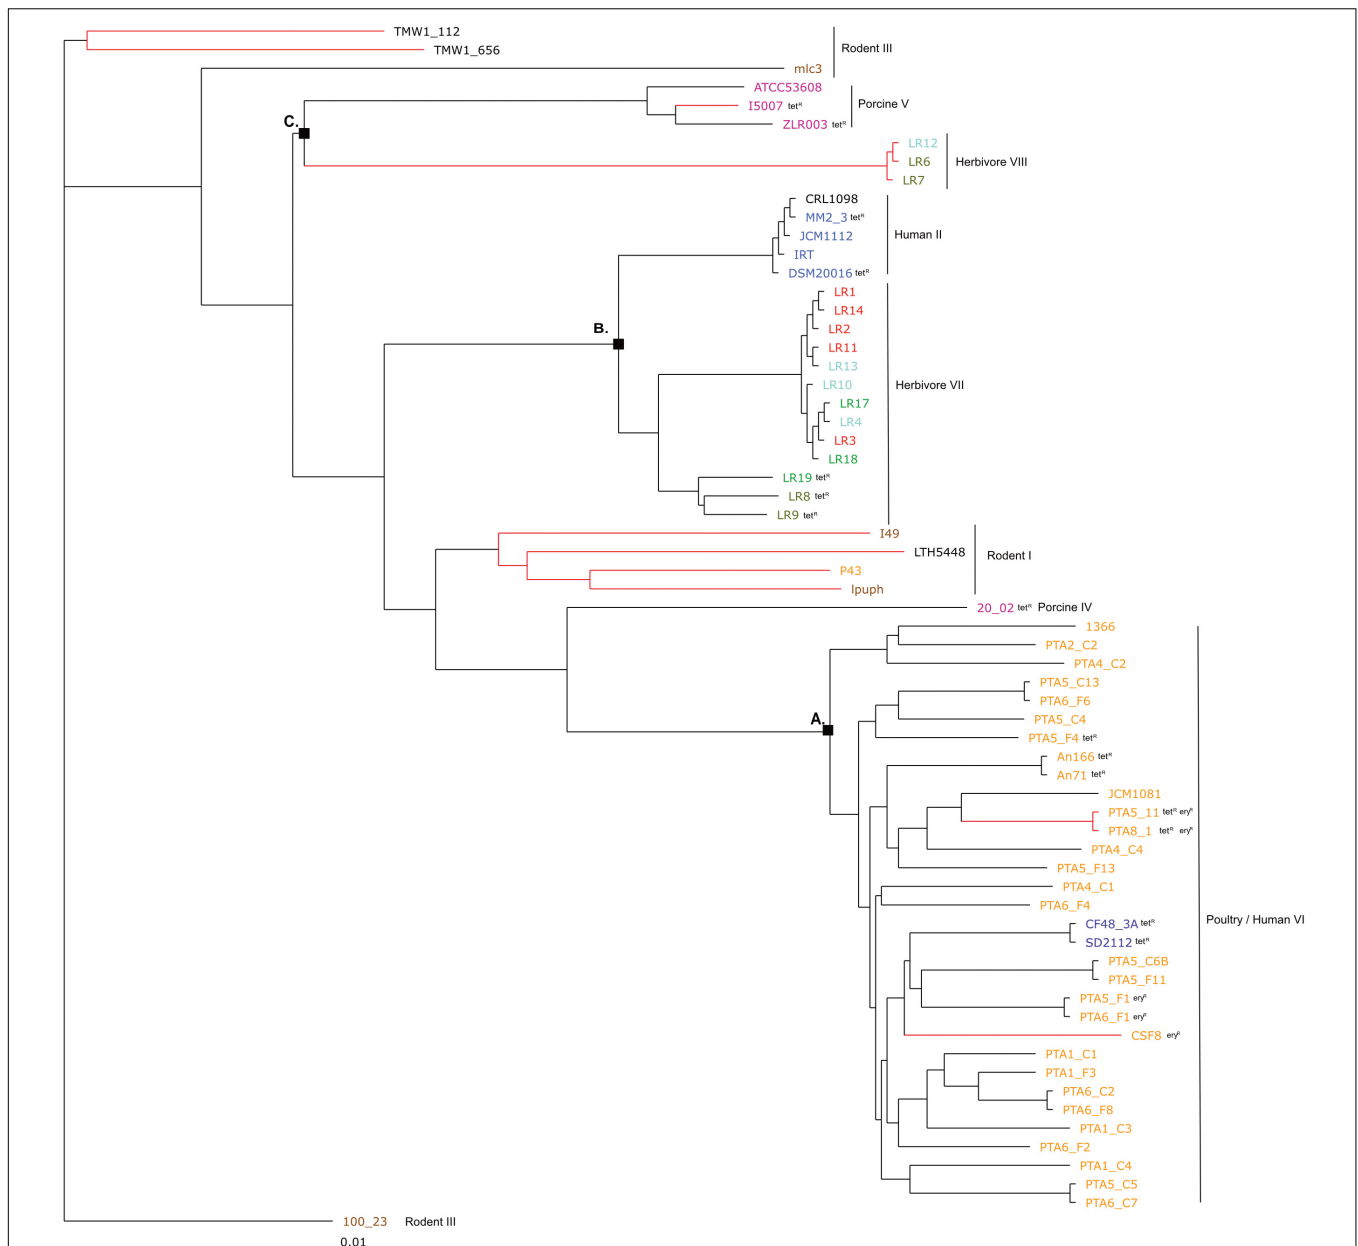 TMW1_112
TMW1_656
Rodent III
mlc3
ATCC53608
I5007 tetR
Porcine V
ZLR003 tetR
C.
LR12
LR6
Herbivore VIII
LR7
CRL1098
MM2_3 tetR
JCM1112
Human II
IRT
DSM20016 tetR
LR1
LR14
B.
LR2
LR11
LR13
LR10
Herbivore VII
LR17
LR4
LR3
LR18
LR19 tetR
LR8 tetR
LR9 tetR
I49
LTH5448
Rodent I
P43
lpuph
20_02 tetR Porcine IV
1366
PTA2_C2
PTA4_C2
PTA5_C13
PTA6_F6
A.
PTA5_C4
PTA5_F4 tetR
An166 tetR
An71 tetR
JCM1081
PTA5_11 tetR eryR
PTA8_1 tetR eryR
PTA4_C4
PTA5_F13
PTA4_C1
PTA6_F4
Poultry / Human VI
CF48_3A tetR
SD2112 tetR
PTA5_C6B
PTA5_F11
PTA5_F1 eryR
PTA6_F1 eryR
CSF8 eryR
PTA1_C1
PTA1_F3
PTA6_C2
PTA6_F8
PTA1_C3
PTA6_F2
PTA1_C4
PTA5_C5
PTA6_C7
100_23 Rodent III
0.01